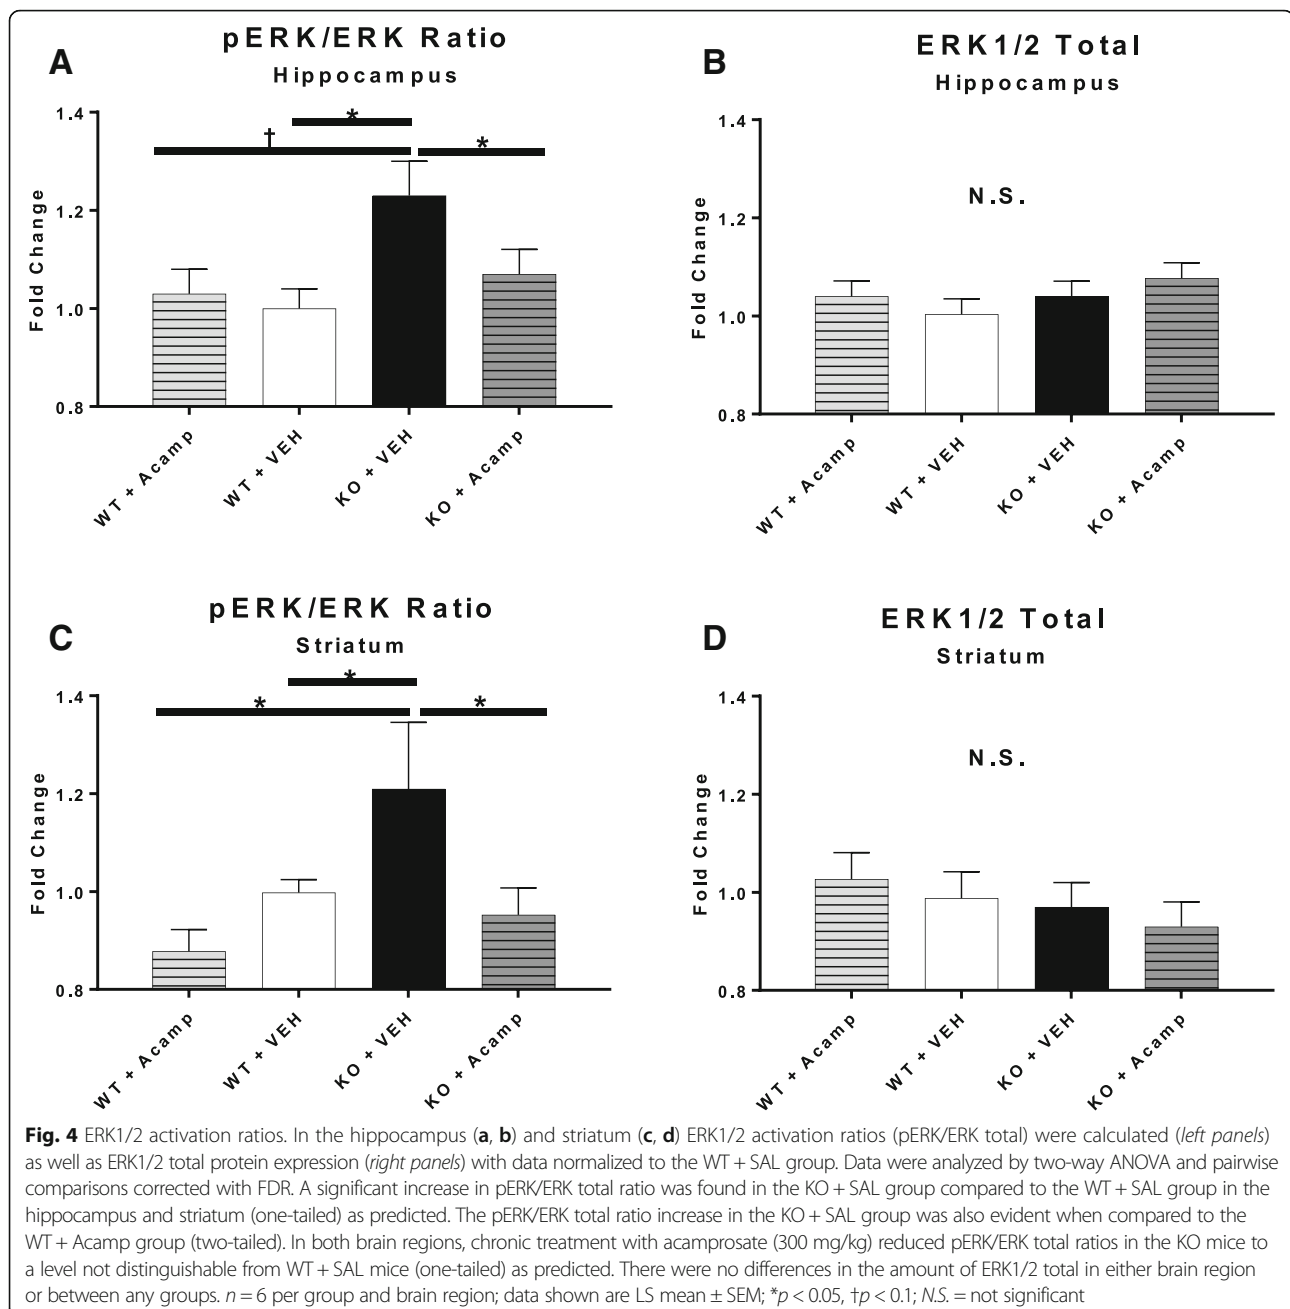 A
pERK/ERK Ratio
Hippocampus
Fold Change
1.4
1.2
1.0
0.8
†
*
*
WT + Acamp
WT + VEH
KO + VEH
KO + Acamp
B
ERK1/2 Total
Hippocampus
Fold Change
1.4
1.2
1.0
0.8
N.S.
WT + Acamp
WT + VEH
KO + VEH
KO + Acamp
C
pERK/ERK Ratio
Striatum
Fold Change
1.4
1.2
1.0
0.8
*
*
*
WT + Acamp
WT + VEH
KO + VEH
KO + Acamp
D
ERK1/2 Total
Striatum
Fold Change
1.4
1.2
1.0
0.8
N.S.
WT + Acamp
WT + VEH
KO + VEH
KO + Acamp
Fig. 4 ERK1/2 activation ratios. In the hippocampus (a, b) and striatum (c, d) ERK1/2 activation ratios (pERK/ERK total) were calculated (left panels)
as well as ERK1/2 total protein expression (right panels) with data normalized to the WT + SAL group. Data were analyzed by two-way ANOVA and pairwise
comparisons corrected with FDR. A significant increase in pERK/ERK total ratio was found in the KO + SAL group compared to the WT + SAL group in the
hippocampus and striatum (one-tailed) as predicted. The pERK/ERK total ratio increase in the KO + SAL group was also evident when compared to the
WT + Acamp group (two-tailed). In both brain regions, chronic treatment with acamprosate (300 mg/kg) reduced pERK/ERK total ratios in the KO mice to
a level not distinguishable from WT + SAL mice (one-tailed) as predicted. There were no differences in the amount of ERK1/2 total in either brain region
or between any groups. n = 6 per group and brain region; data shown are LS mean ± SEM; *p < 0.05, †p < 0.1; N.S. = not significant